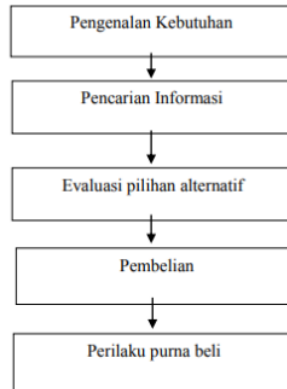 Pengenalan Kebutuhan
Pencarian Informasi
Evaluasi pilihan alternatif
Pembelian
Perilaku purna beli